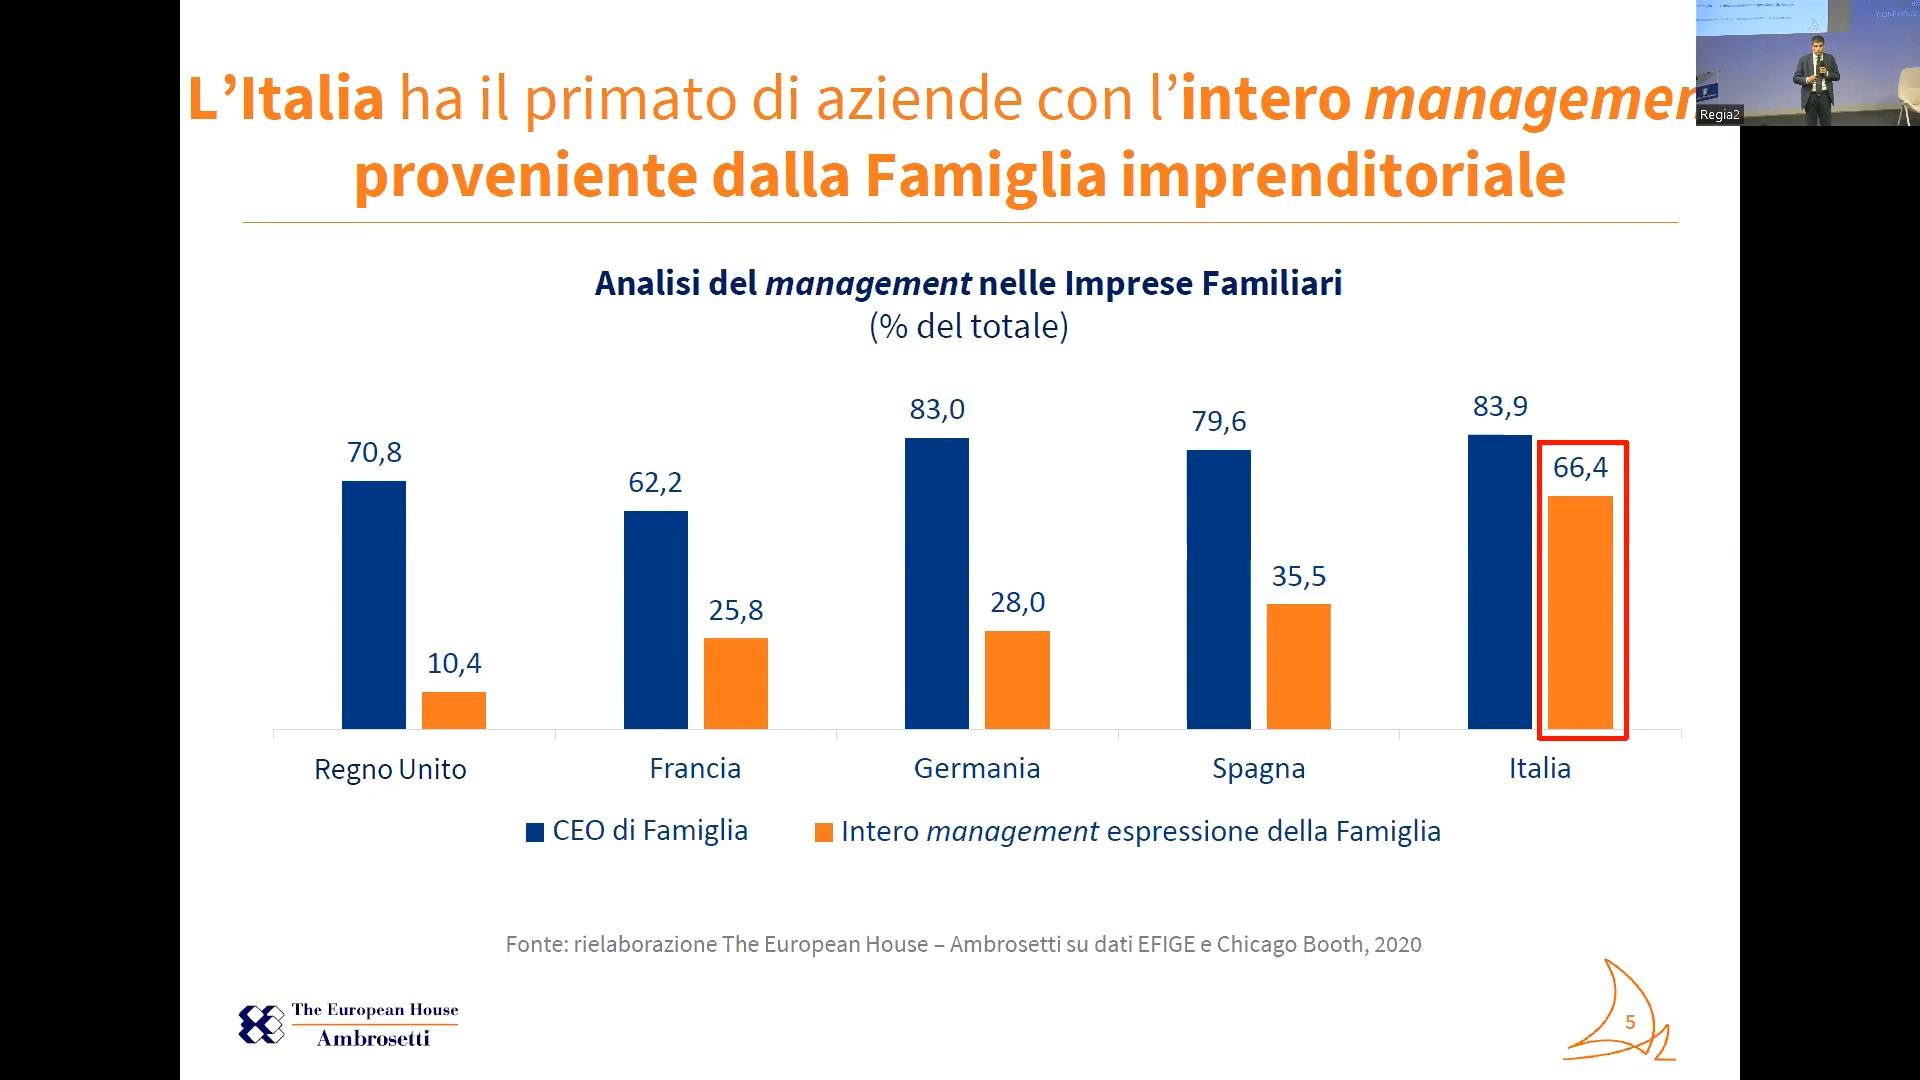 L’Italia ha il primato di aziende con l’intero managemen
proveniente dalla Famiglia imprenditoriale
Regia2
Analisi del management nelle Imprese Familiari
(% del totale)
70,8
10,4
62,2
25,8
83,0
28,0
79,6
35,5
83,9
66,4
Regno Unito
Francia
Germania
Spagna
Italia
CEO di Famiglia
Intero management espressione della Famiglia
Fonte: rielaborazione The European House – Ambrosetti su dati EFIGE e Chicago Booth, 2020
The European House
Ambrosetti
5